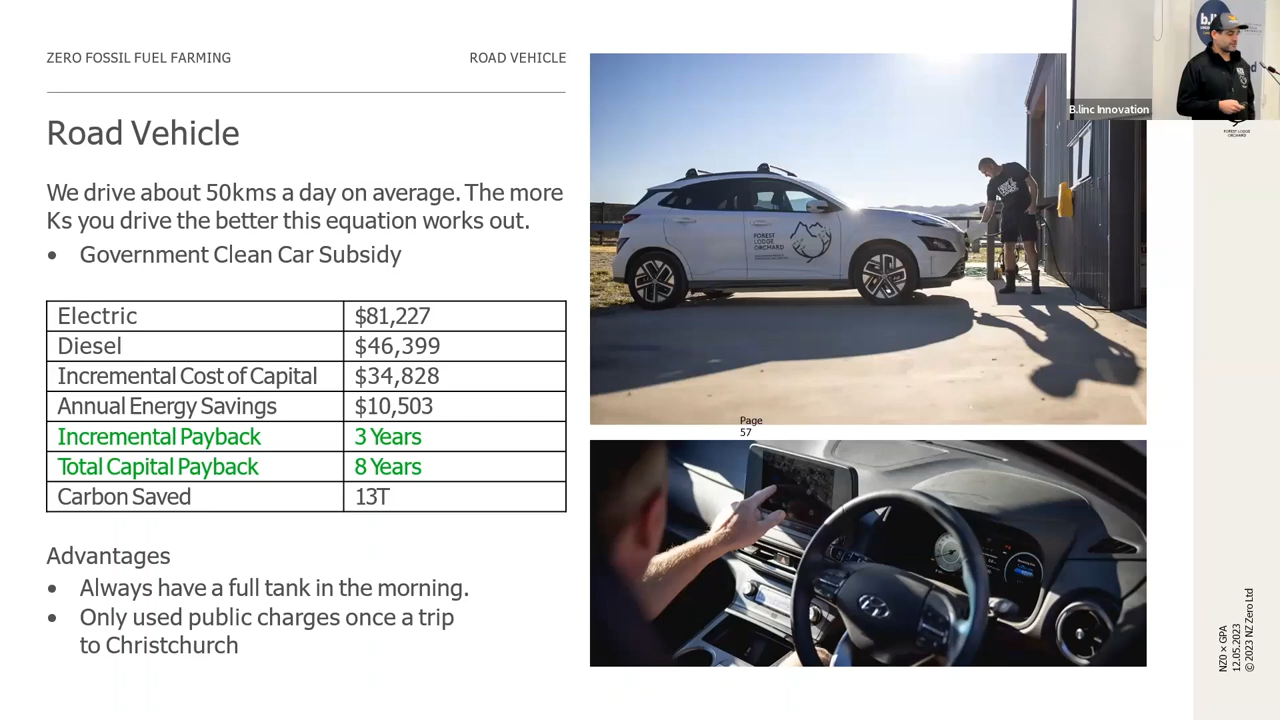 ZERO FOSSIL FUEL FARMING
ROAD VEHICLE
Road Vehicle
We drive about 50kms a day on average. The more
Ks you drive the better this equation works out.
• Government Clean Car Subsidy
Electric $81,227
Diesel $46,399
Incremental Cost of Capital $34,828
Annual Energy Savings $10,503
Incremental Payback 3 Years
Total Capital Payback 8 Years
Carbon Saved 13T
Advantages
• Always have a full tank in the morning.
• Only used public charges once a trip
to Christchurch
FOREST
LODGE
ORCHARD
Page
57
B.linc Innovation
FOREST LODGE
ORCHARD
NZ0 × GPA
12.05.2023
© 2023 NZ Zero Ltd